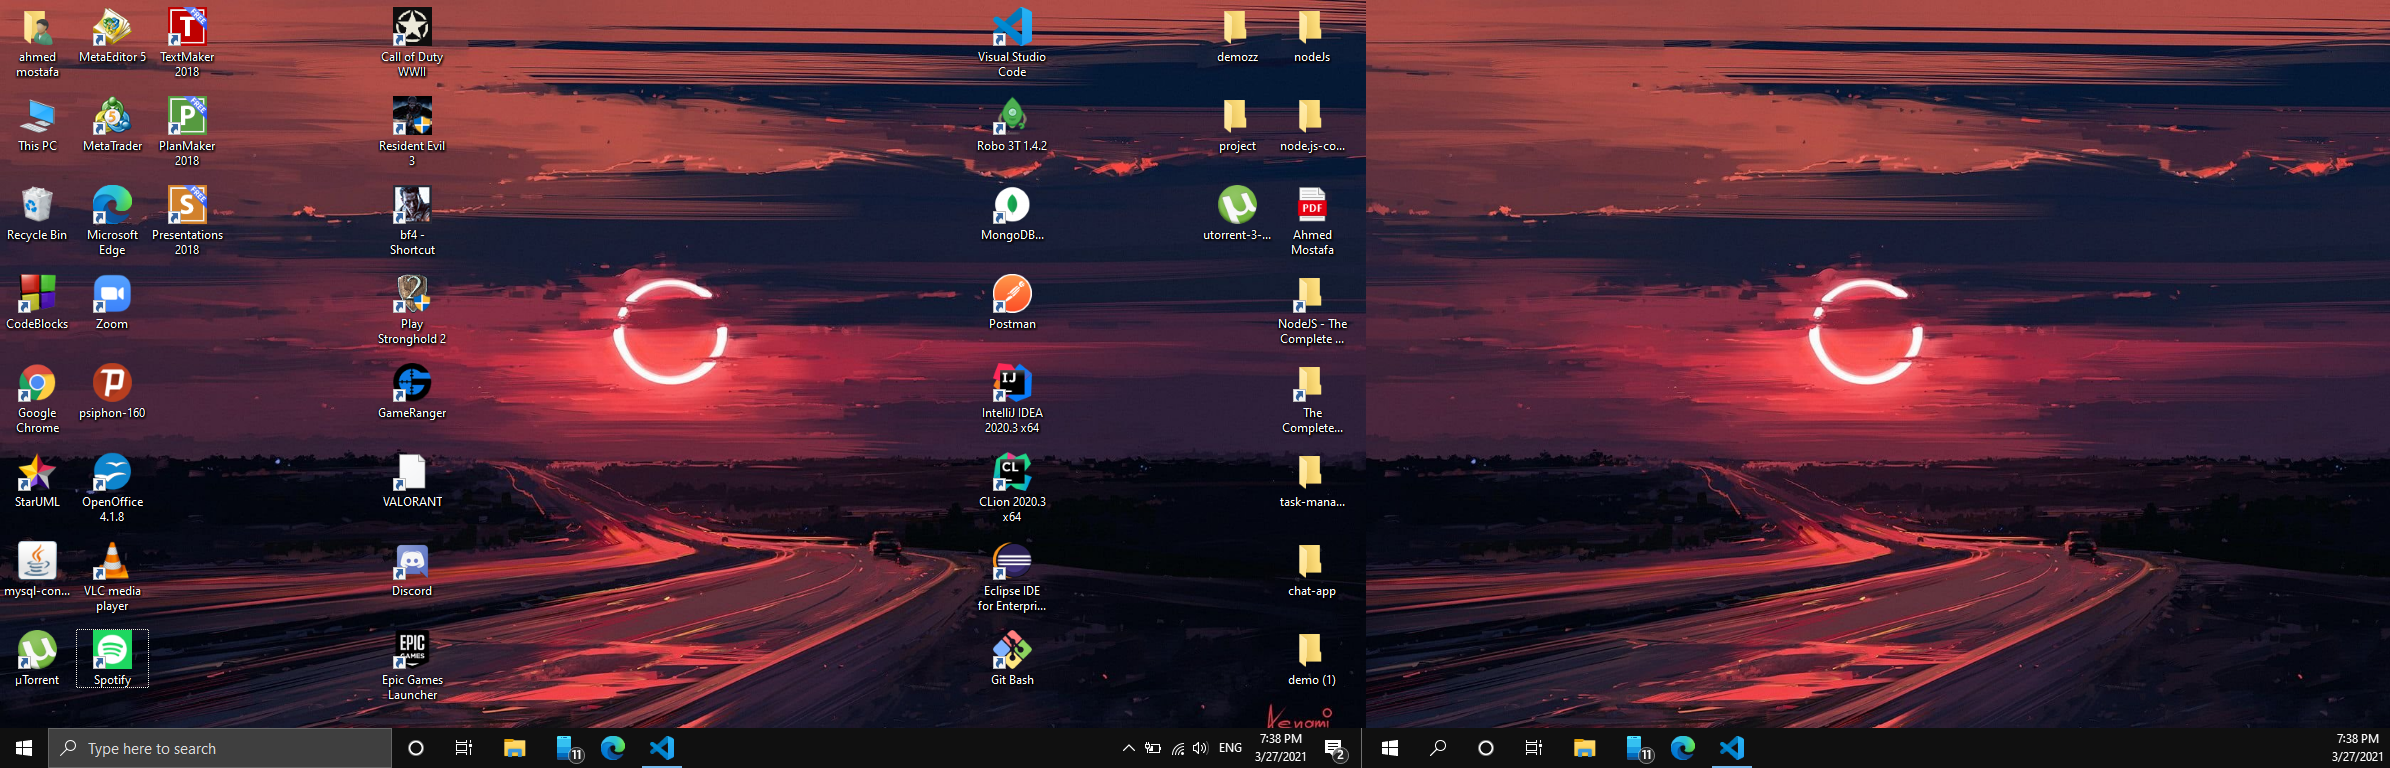 ahmed
mostafa
MetaEditor 5
TextMaker
2018
Call of Duty
WWII
Visual Studio
Code
demozz
nodeJs
This PC
MetaTrader
PlanMaker
2018
Resident Evil
3
Robo 3T 1.4.2
project
node.js-co...
Recycle Bin
Microsoft
Edge
Presentations
2018
bf4 -
Shortcut
MongoDB...
utorrent-3-...
PDF
Ahmed
Mostafa
CodeBlocks
Zoom
Play
Stronghold 2
Postman
NodeJS - The
Complete ...
Google
Chrome
psiphon-160
GameRanger
IntelliJ IDEA
2020.3 x64
The
Complete...
StarUML
OpenOffice
4.1.8
VALORANT
CLion 2020.3
x64
task-mana...
mysql-con...
VLC media
player
Discord
Eclipse IDE
for Enterpri...
chat-app
µTorrent
Spotify
EPIC
GAMES
Epic Games
Launcher
Git Bash
demo (1)
Aenami
Type here to search
11
ENG
7:38 PM
3/27/2021
2
11
7:38 PM
3/27/2021